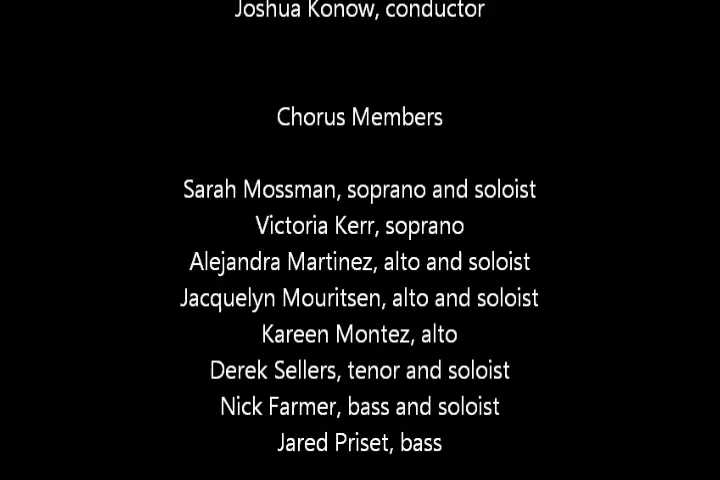 Joshua Konow, conductor
Chorus Members
Sarah Mossman, soprano and soloist
Victoria Kerr, soprano
Alejandra Martinez, alto and soloist
Jacquelyn Mouritsen, alto and soloist
Kareen Montez, alto
Derek Sellers, tenor and soloist
Nick Farmer, bass and soloist
Jared Priset, bass